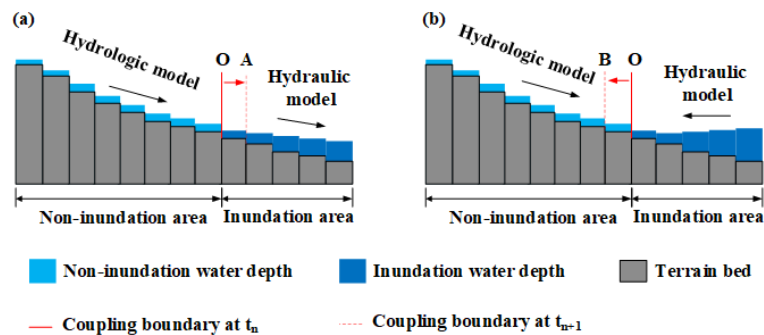 (a)
Hydrologic model
O A
Hydraulic
model
Non-inundation area
Inundation area
(b)
Hydrologic model
B O
Hydraulic
model
Non-inundation area
Inundation area
Non-inundation water depth
Inundation water depth
Terrain bed
Coupling boundary at tn
Coupling boundary at tn+1